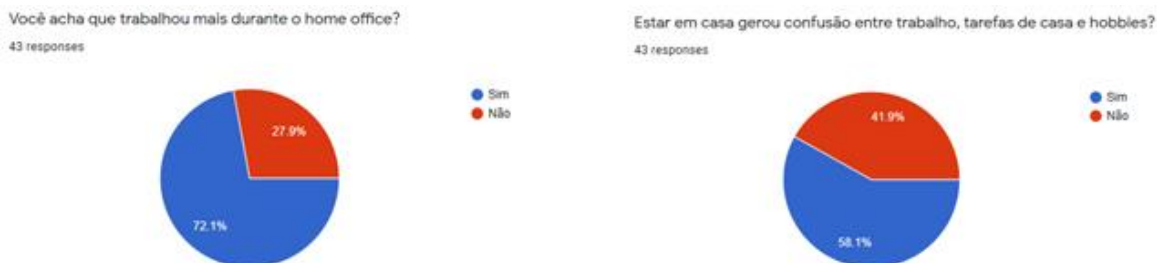 Você acha que trabalhou mais durante o home office?
43 responses
Sim
Não
27.9%
72.1%
Estar em casa gerou confusão entre trabalho, tarefas de casa e hobbies?
43 responses
Sim
Não
41.9%
58.1%